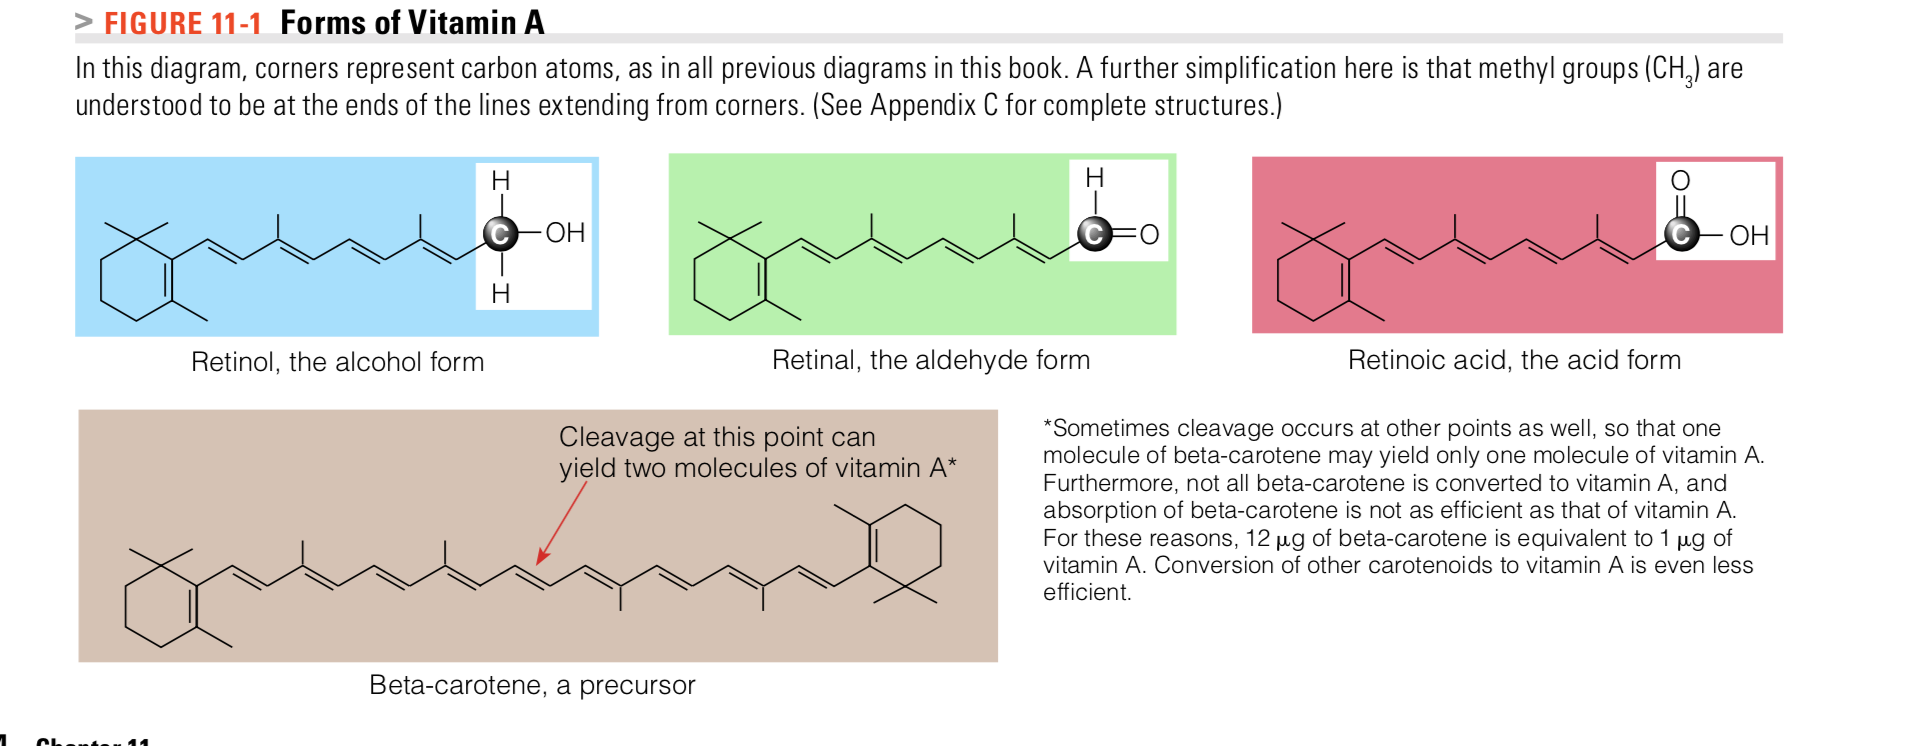 > FIGURE 11-1 Forms of Vitamin A
In this diagram, corners represent carbon atoms, as in all previous diagrams in this book. A further simplification here is that methyl groups (CH3) are
understood to be at the ends of the lines extending from corners. (See Appendix C for complete structures.)
H
C OH
H
Retinol, the alcohol form
H
C O
Retinal, the aldehyde form
O
C OH
Retinoic acid, the acid form
Cleavage at this point can
yield two molecules of vitamin A*
Beta-carotene, a precursor
*Sometimes cleavage occurs at other points as well, so that one
molecule of beta-carotene may yield only one molecule of vitamin A.
Furthermore, not all beta-carotene is converted to vitamin A, and
absorption of beta-carotene is not as efficient as that of vitamin A.
For these reasons, 12 µg of beta-carotene is equivalent to 1 µg of
vitamin A. Conversion of other carotenoids to vitamin A is even less
efficient.
Chapter 11